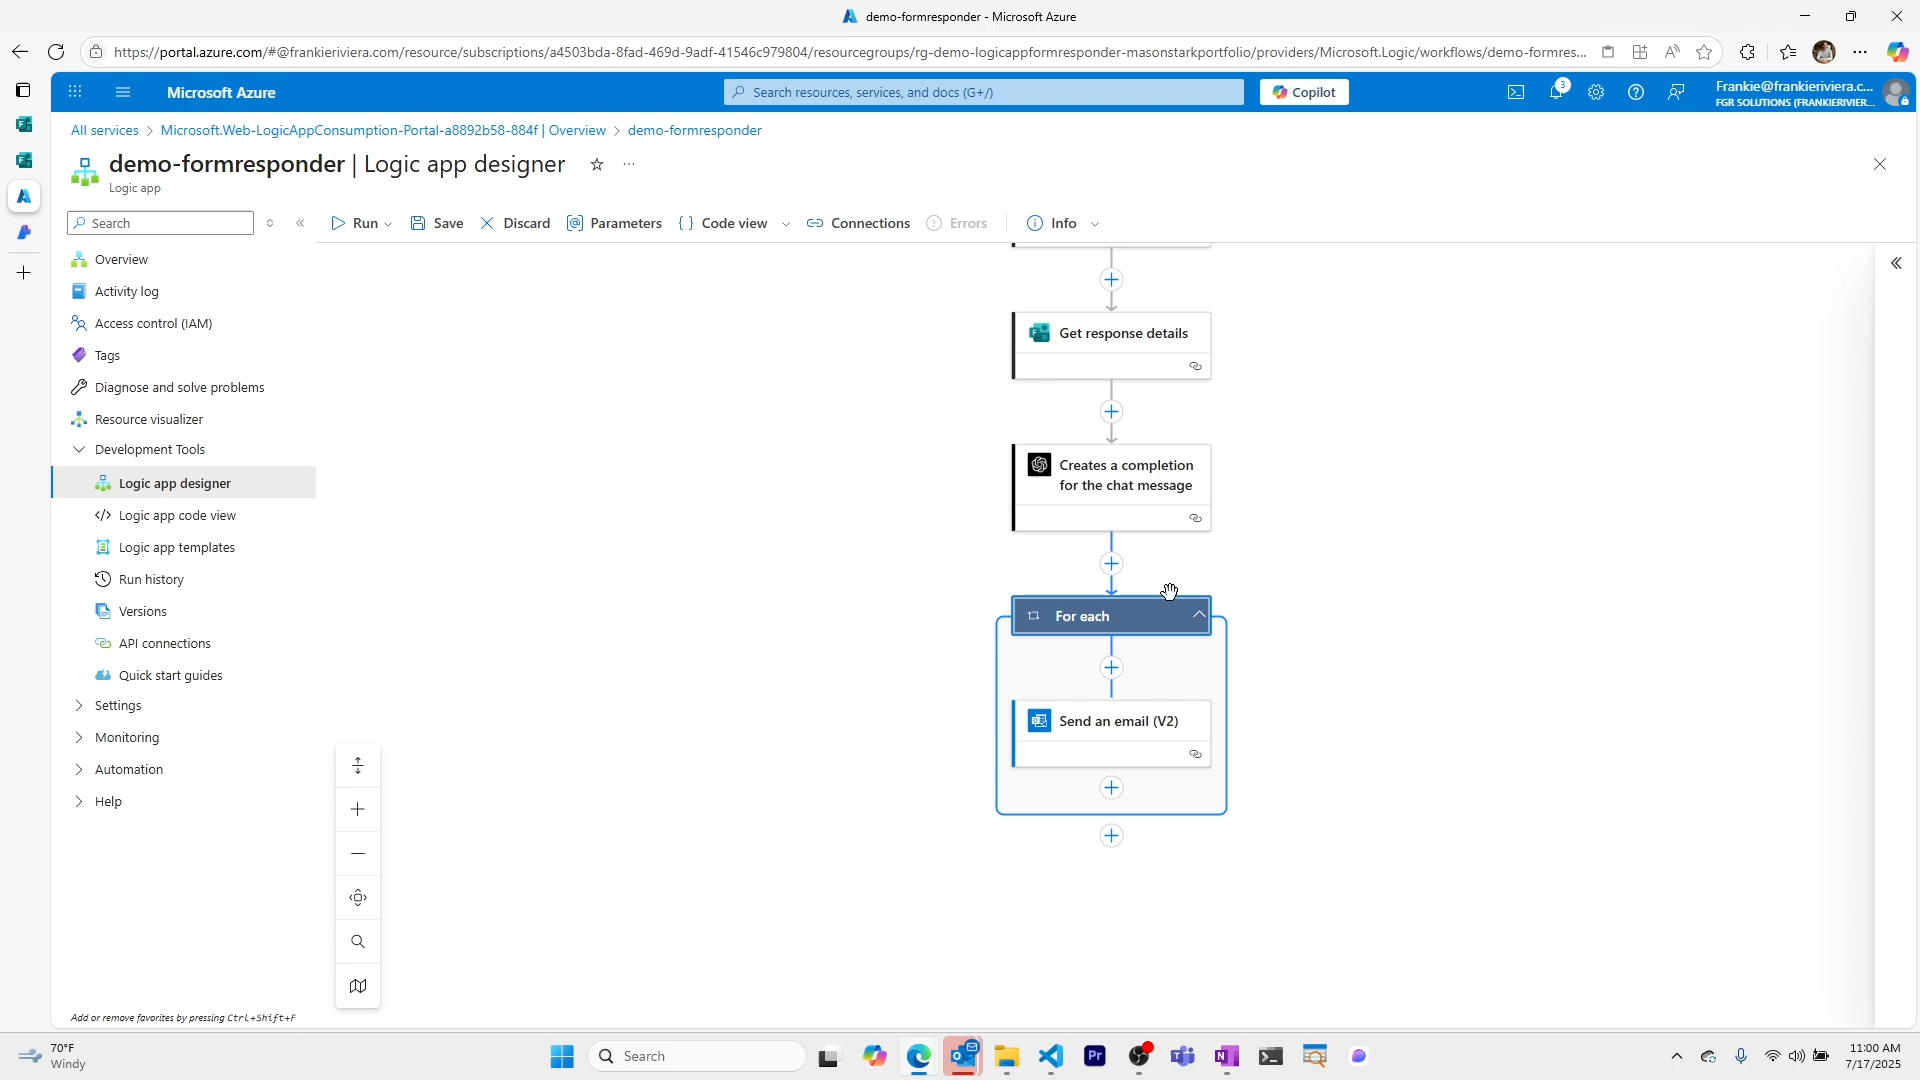 demo-formresponder - Microsoft Azure
https://portal.azure.com/#@frankieriviera.com/resource/subscriptions/a4503bda-8fad-469d-9adf-41546c979804/resourcegroups/rg-demo-logicappformresponder-masonstarkportfolio/providers/Microsoft.Logic/workflows/demo-formres...
Microsoft Azure
Search resources, services, and docs (G+/)
Copilot
3
Frankie@frankieriviera.c...
FGR SOLUTIONS (FRANKIERIVIER...
All services > Microsoft.Web-LogicAppConsumption-Portal-a8892b58-884f | Overview > demo-formresponder
demo-formresponder | Logic app designer
Logic app
Search
Run
Save
Discard
Parameters
Code view
Connections
Errors
Info
Overview
Activity log
Access control (IAM)
Tags
Diagnose and solve problems
Resource visualizer
Development Tools
Logic app designer
Logic app code view
Logic app templates
Run history
Versions
API connections
Quick start guides
Settings
Monitoring
Automation
Help
Add or remove favorites by pressing Ctrl+Shift+F
Get response details
Creates a completion
for the chat message
For each
Send an email (V2)
70°F
Windy
Search
Pr
11:00 AM
7/17/2025